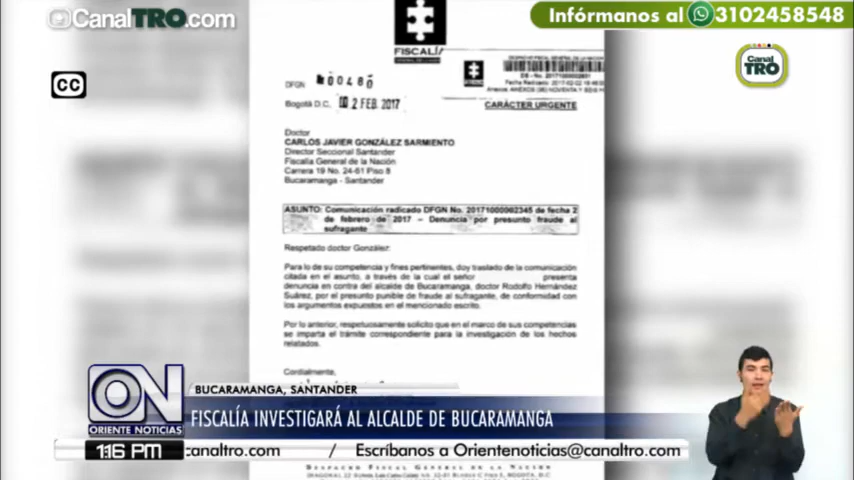 CanalTRO.com
Infórmanos al 3102458548
Canal
TRO
CC
FISCALÍA
DFGN
00480
Bogotá D.C., 02 FEB. 2017
CARÁCTER URGENTE
Doctor
CARLOS JAVIER GONZÁLEZ SARMIENTO
Director Seccional Santander
Fiscalía General de la Nación
Carrera 19 No. 24-61 Piso 8
Bucaramanga - Santander
ASUNTO: Comunicación radicado DFGN No. 20171000002345 de fecha 2
de febrero de 2017 – Denuncia por presunto fraude al
sufragante
Respetado doctor González:
Para lo de su competencia y fines pertinentes, doy traslado de la comunicación
citada en el asunto, a través de la cual el señor presenta
denuncia en contra del alcalde de Bucaramanga, doctor Rodolfo Hernández
Suárez, por el presunto punible de fraude al sufragante, de conformidad con
los argumentos expuestos en el mencionado escrito.
Por lo anterior, respetuosamente solicito que en el marco de sus competencias
se imparta el trámite correspondiente para la investigación de los hechos
relatados.
Cordialmente,
ON
ORIENTE NOTICIAS
BUCARAMANGA, SANTANDER
FISCALÍA INVESTIGARÁ AL ALCALDE DE BUCARAMANGA
1:16 PM
canaltro.com / Escríbanos a Orientenoticias@canaltro.com
DESPACHO FISCAL GENERAL DE LA NACIÓN